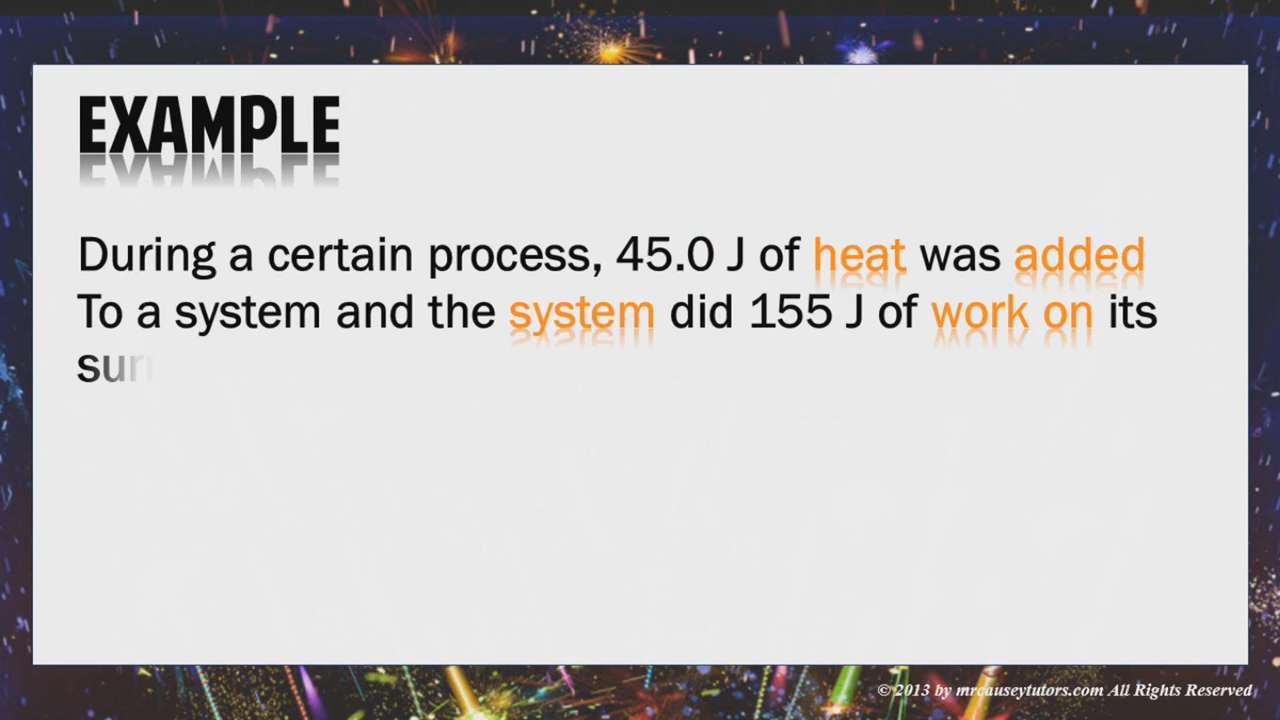 EXAMPLE
During a certain process, 45.0 J of heat was added
To a system and the system did 155 J of work on its
© 2013 by mrcauseytutors.com All Rights Reserved